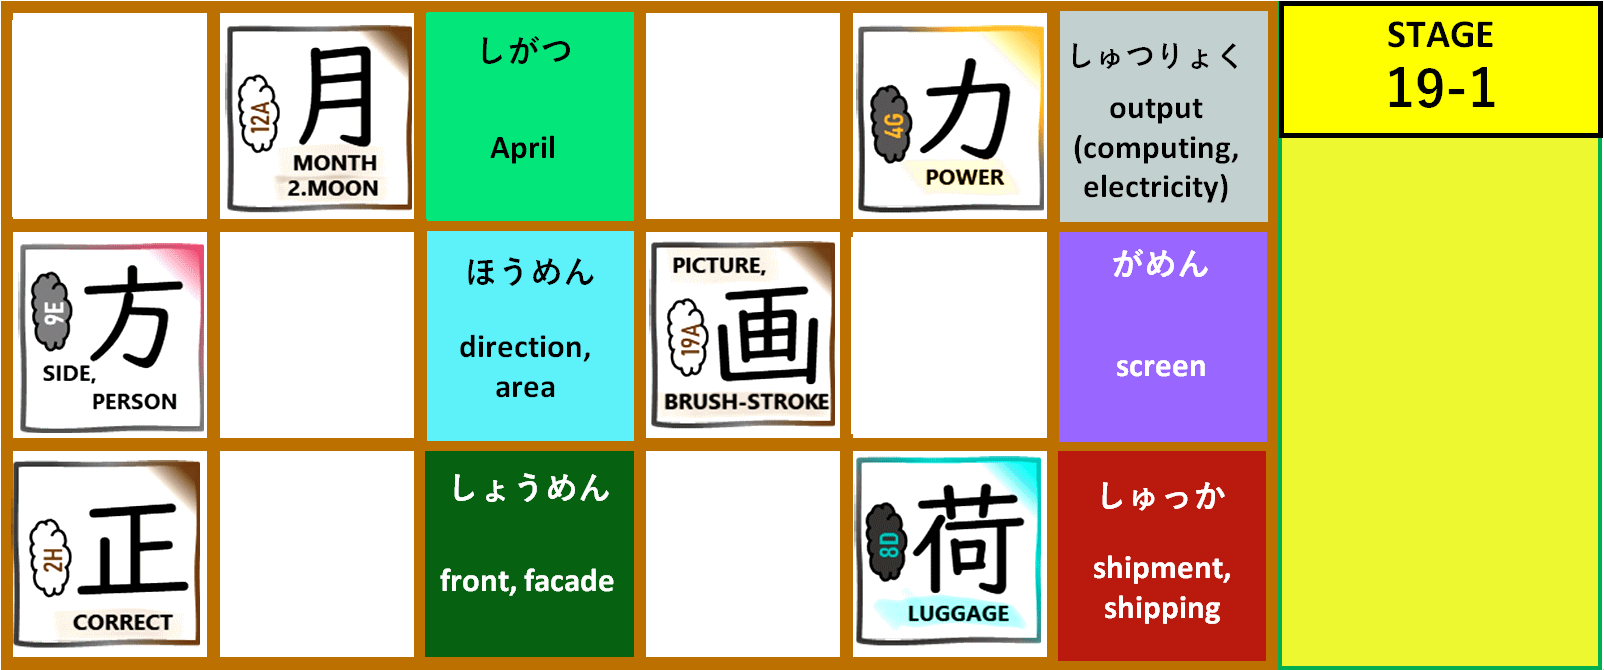 月
12A
MONTH
2.MOON
しがつ
April
力
4G
POWER
しゅつりょく
output
(computing,
electricity)
STAGE
19-1
方
9E
SIDE,
PERSON
ほうめん
direction,
area
PICTURE,
画
19A
BRUSH-STROKE
がめん
screen
正
2H
CORRECT
しょうめん
front, facade
荷
8D
LUGGAGE
しゅっか
shipment,
shipping